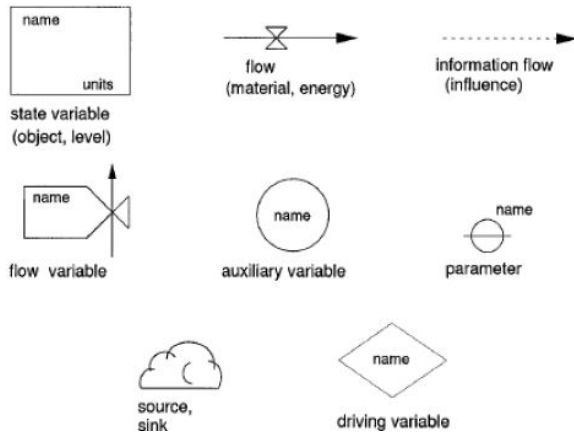 name
units
state variable
(object, level)
flow
(material, energy)
information flow
(influence)
name
flow variable
name
auxiliary variable
name
parameter
source,
sink
name
driving variable